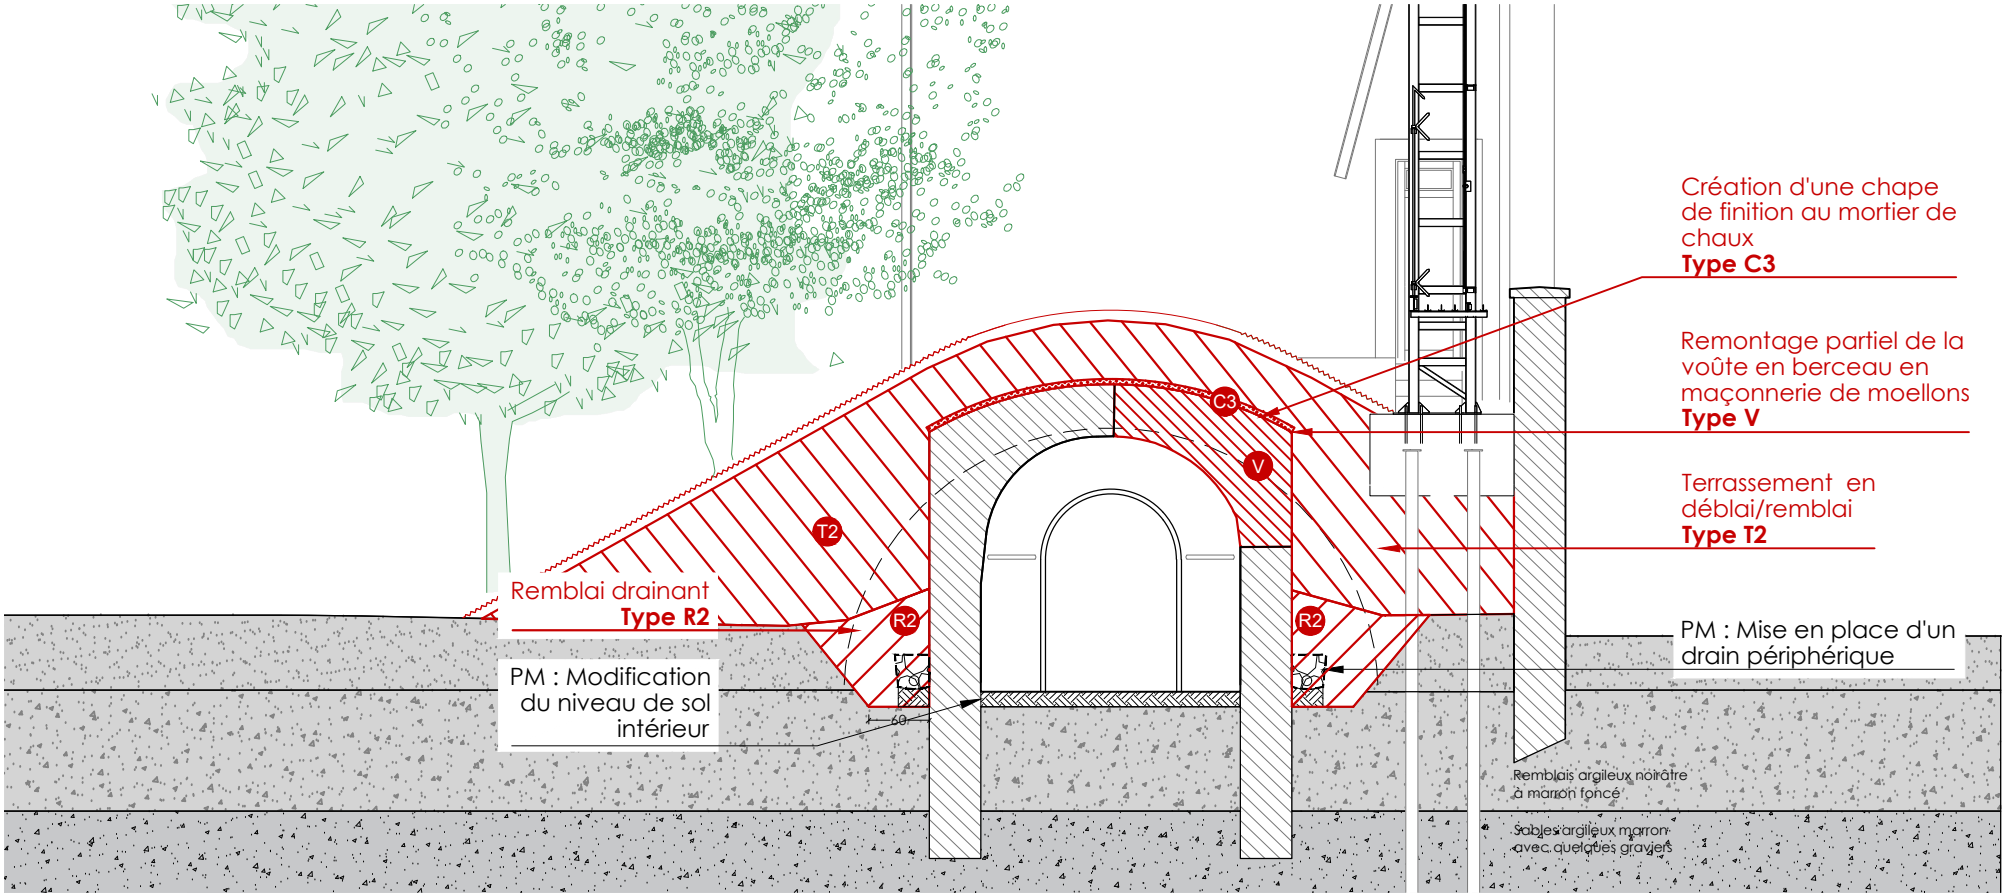 Création d'une chape
de finition au mortier de
chaux
Type C3
Remontage partiel de la
voûte en berceau en
maçonnerie de moellons
Type V
Terrassement en
déblai/remblai
Type T2
C3
V
T2
Remblai drainant
Type R2
R2
R2
PM : Mise en place d'un
drain périphérique
PM : Modification
du niveau de sol
intérieur
60
Remblais argileux noirâtre
à marron foncé
Sables argileux marron
avec quelques graviers